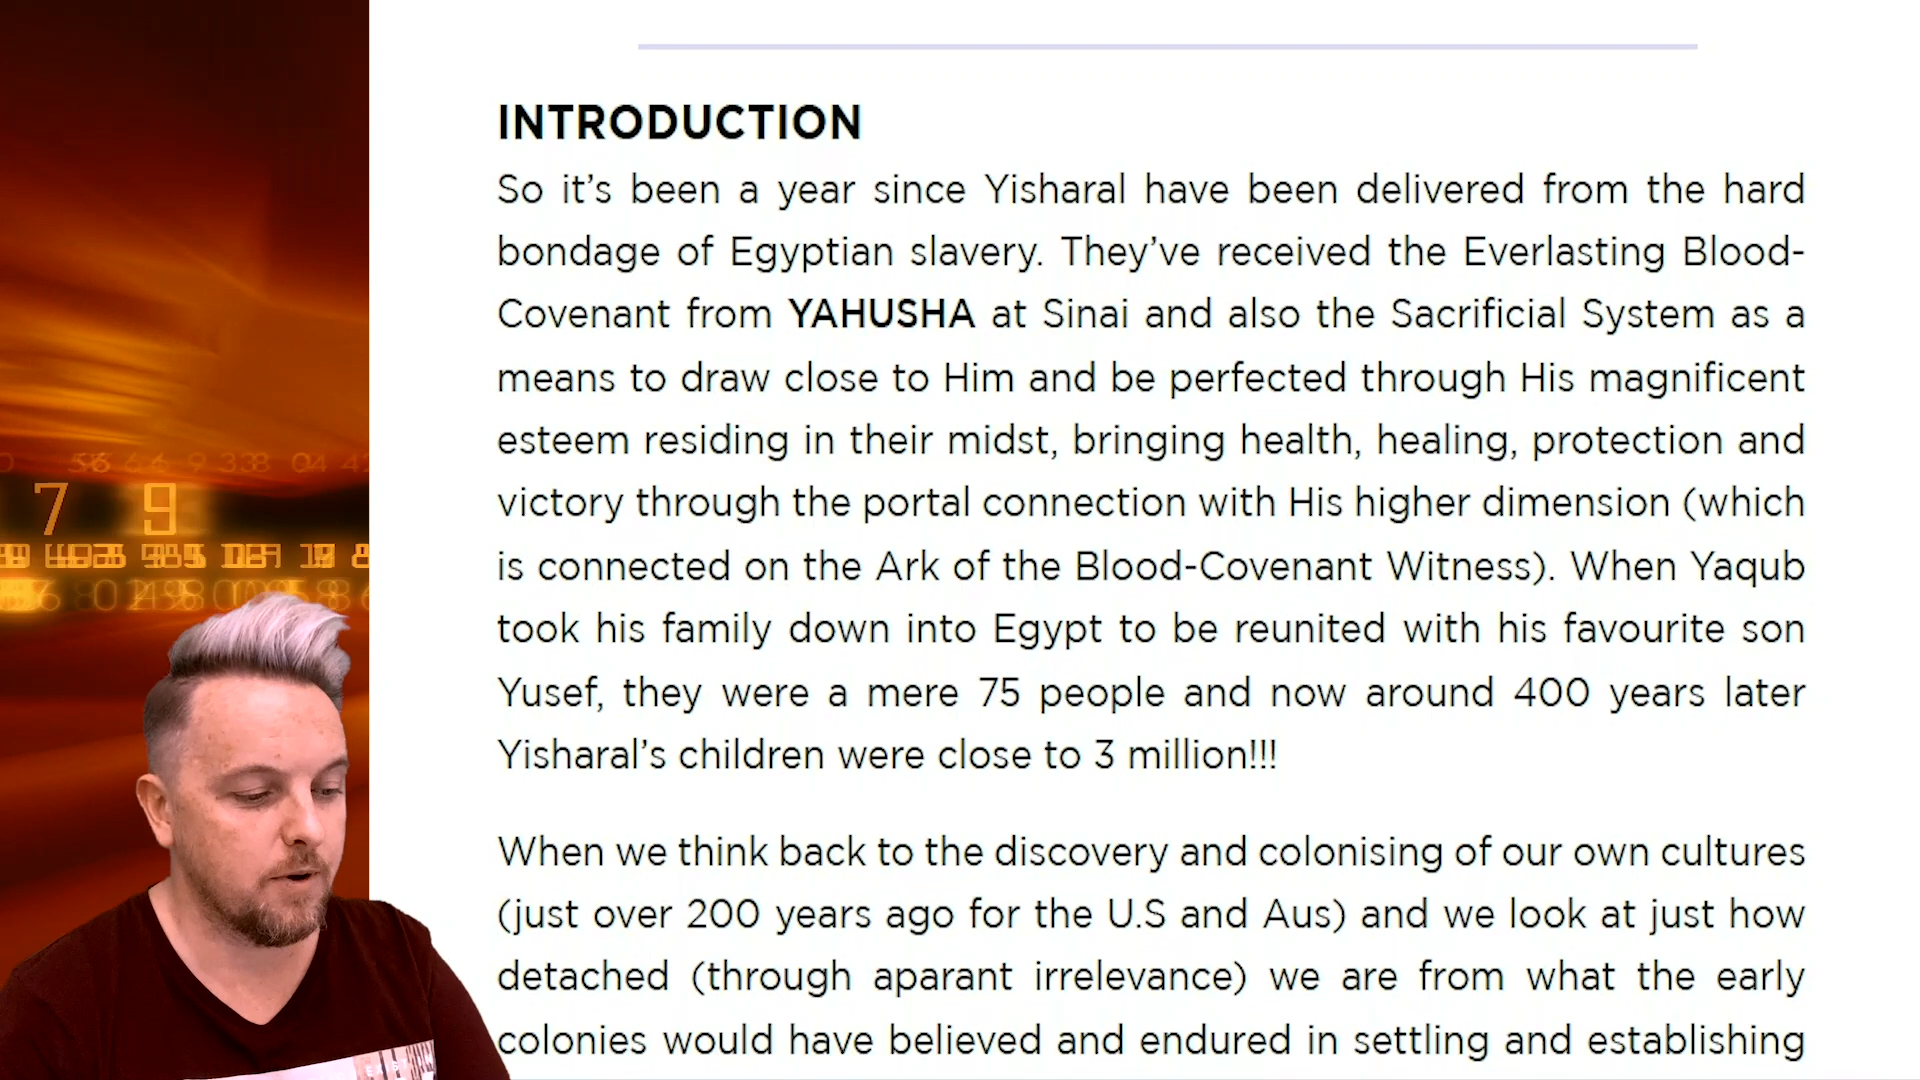 INTRODUCTION
So it's been a year since Yisharal have been delivered from the hard
bondage of Egyptian slavery. They've received the Everlasting Blood-
Covenant from YAHUSHA at Sinai and also the Sacrificial System as a
means to draw close to Him and be perfected through His magnificent
esteem residing in their midst, bringing health, healing, protection and
victory through the portal connection with His higher dimension (which
is connected on the Ark of the Blood-Covenant Witness). When Yaqub
took his family down into Egypt to be reunited with his favourite son
Yusef, they were a mere 75 people and now around 400 years later
Yisharal's children were close to 3 million!!!
When we think back to the discovery and colonising of our own cultures
(just over 200 years ago for the U.S and Aus) and we look at just how
detached (through aparant irrelevance) we are from what the early
colonies would have believed and endured in settling and establishing
7 9